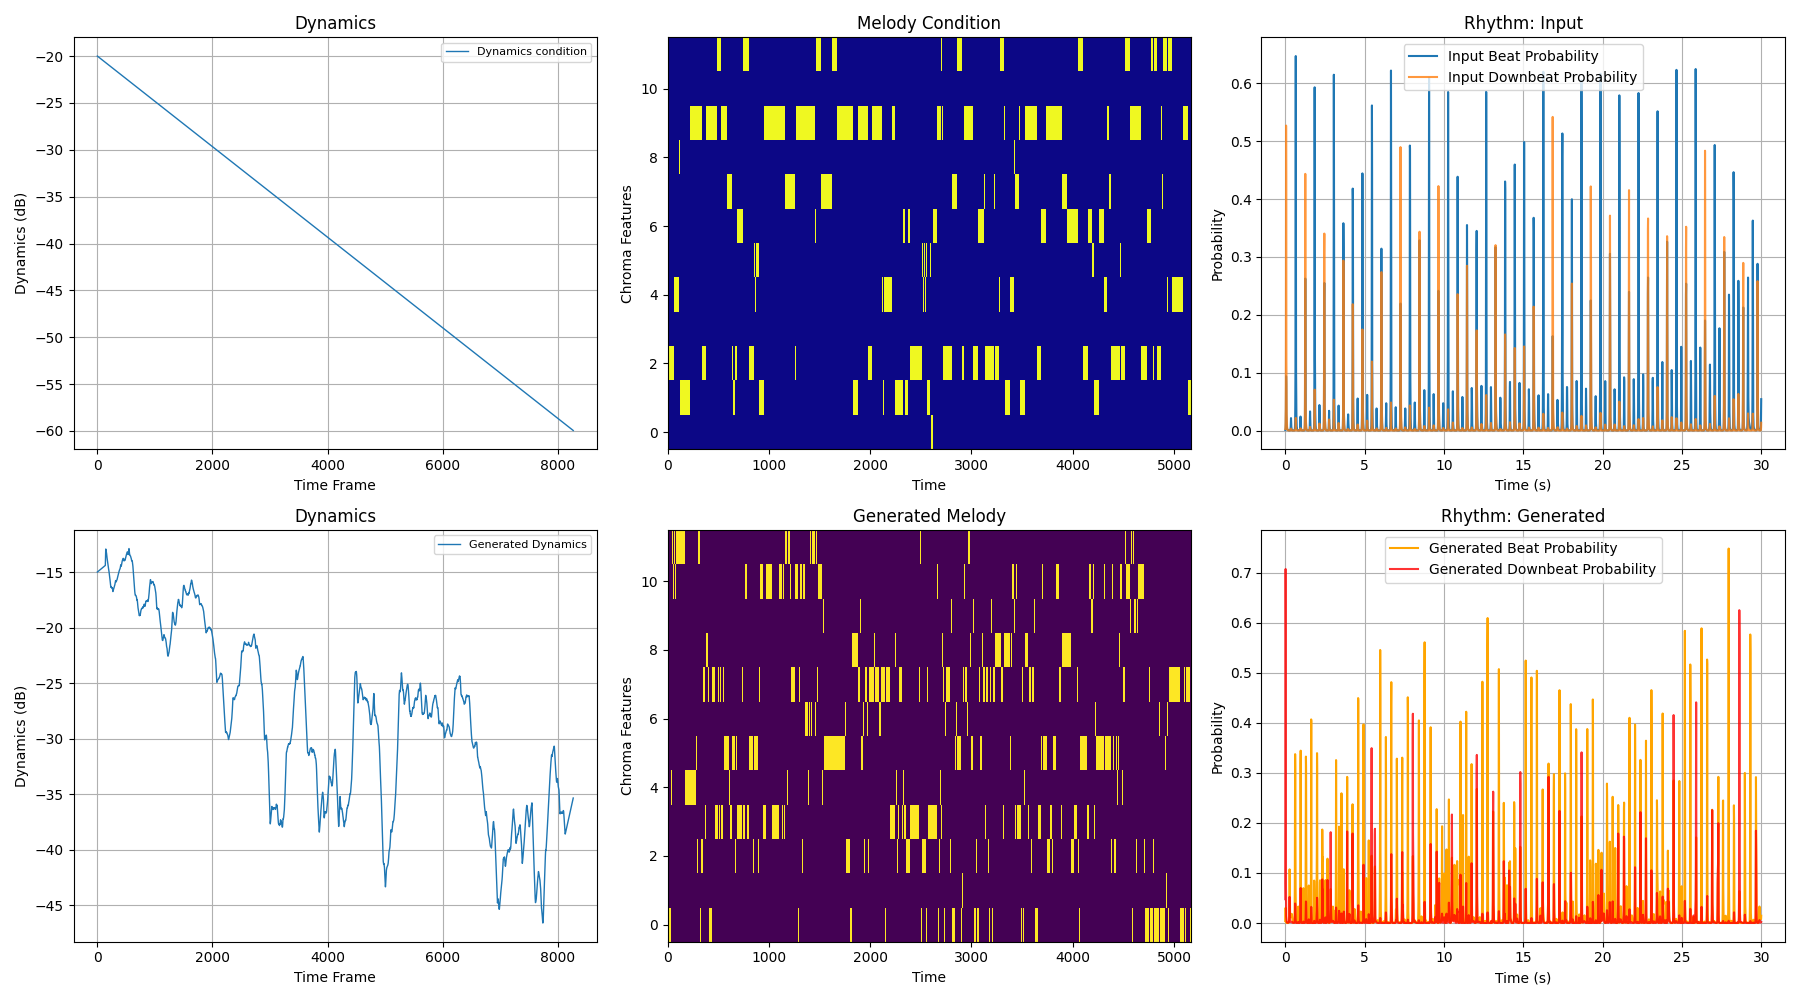 Dynamics
Dynamics condition
−20
−25
−30
−35
−40
−45
−50
−55
−60
Dynamics (dB)
0 2000 4000 6000 8000
Time Frame
Melody Condition
10
8
6
4
2
0
Chroma Features
0 1000 2000 3000 4000 5000
Time
Rhythm: Input
Input Beat Probability
Input Downbeat Probability
0.6
0.5
0.4
0.3
0.2
0.1
0.0
Probability
0 5 10 15 20 25 30
Time (s)
Dynamics
Generated Dynamics
−15
−20
−25
−30
−35
−40
−45
Dynamics (dB)
0 2000 4000 6000 8000
Time Frame
Generated Melody
10
8
6
4
2
0
Chroma Features
0 1000 2000 3000 4000 5000
Time
Rhythm: Generated
Generated Beat Probability
Generated Downbeat Probability
0.7
0.6
0.5
0.4
0.3
0.2
0.1
0.0
Probability
0 5 10 15 20 25 30
Time (s)